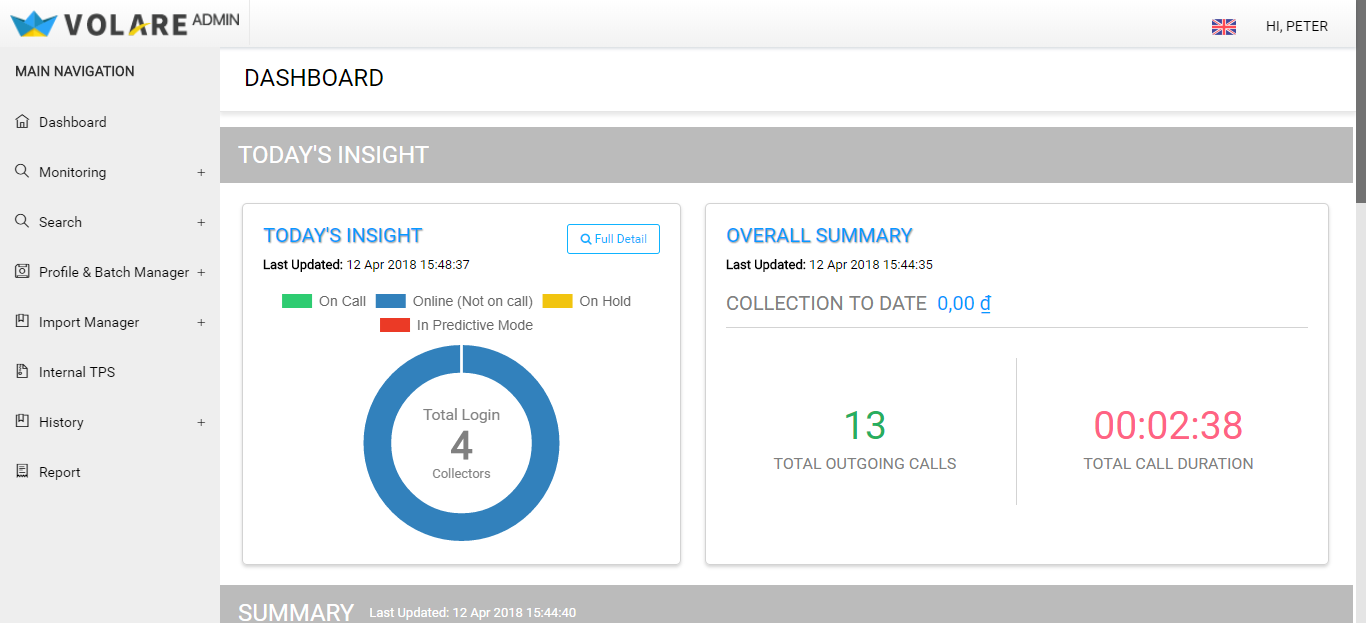 VOLARE ADMIN
HI, PETER
MAIN NAVIGATION
Dashboard
Monitoring +
Search +
Profile & Batch Manager +
Import Manager +
Internal TPS
History +
Report
DASHBOARD
TODAY'S INSIGHT
TODAY'S INSIGHT
Full Detail
Last Updated: 12 Apr 2018 15:48:37
On Call Online (Not on call) On Hold
In Predictive Mode
Total Login
4
Collectors
OVERALL SUMMARY
Last Updated: 12 Apr 2018 15:44:35
COLLECTION TO DATE 0,00 ₫
13
TOTAL OUTGOING CALLS
00:02:38
TOTAL CALL DURATION
SUMMARY Last Updated: 12 Apr 2018 15:44:40